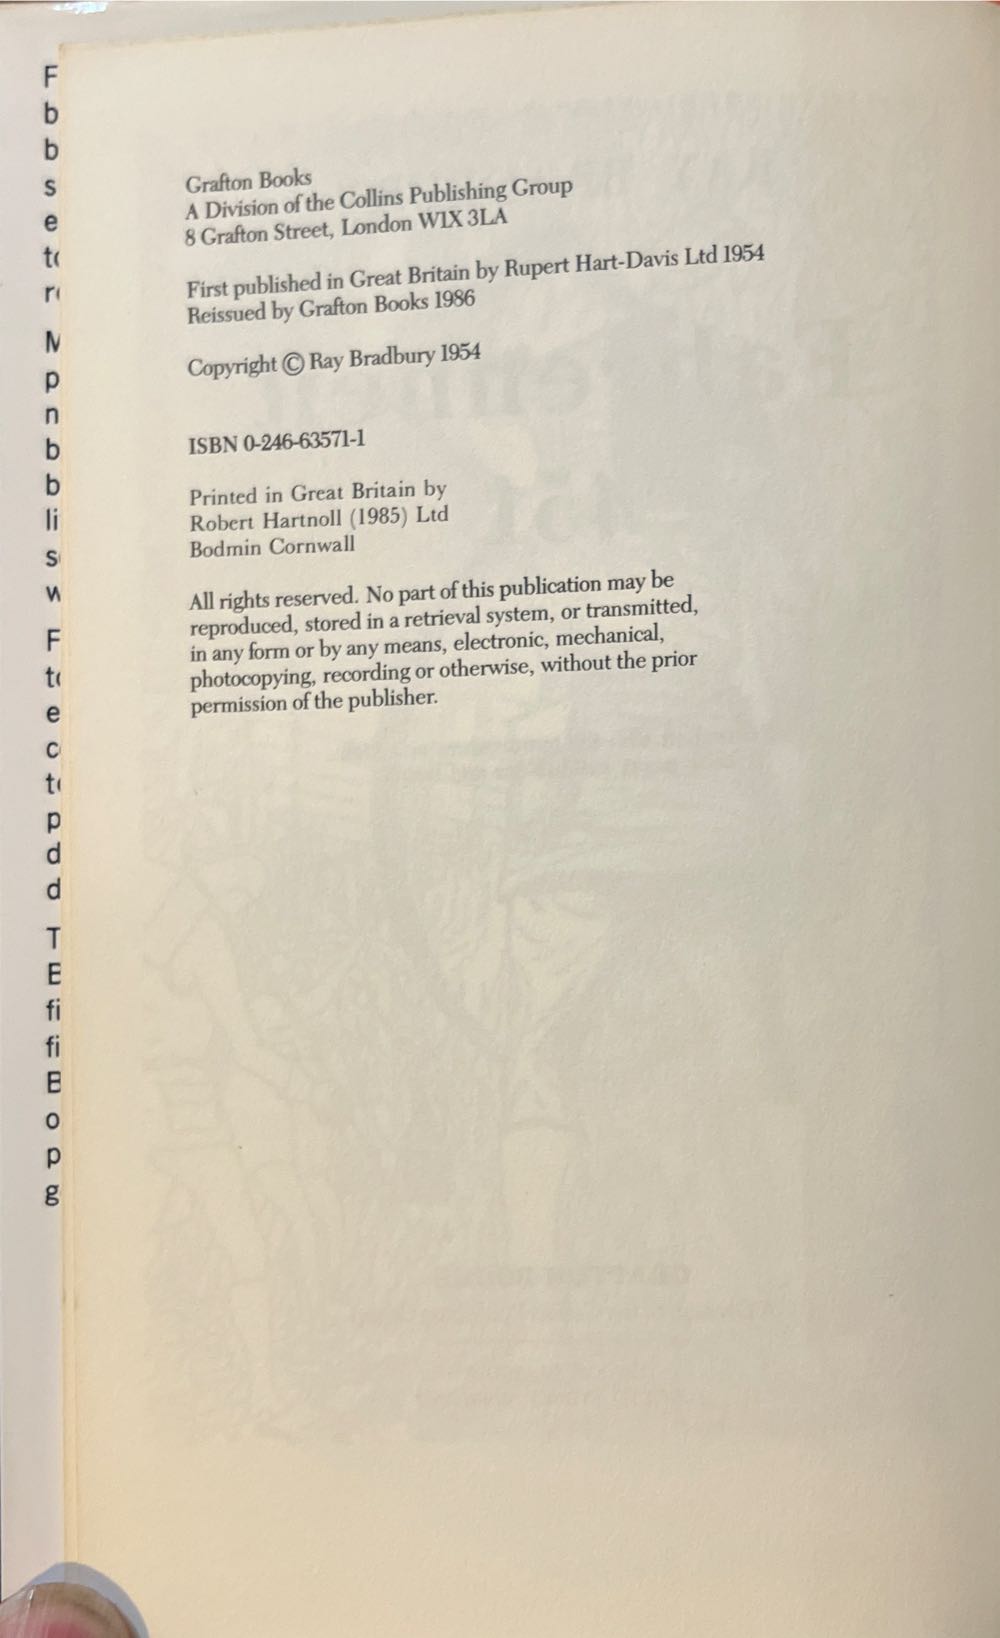 Grafton Books
A Division of the Collins Publishing Group
8 Grafton Street, London W1X 3LA
First published in Great Britain by Rupert Hart-Davis Ltd 1954
Reissued by Grafton Books 1986
Copyright © Ray Bradbury 1954
ISBN 0-246-63571-1
Printed in Great Britain by
Robert Hartnoll (1985) Ltd
Bodmin Cornwall
All rights reserved. No part of this publication may be
reproduced, stored in a retrieval system, or transmitted,
in any form or by any means, electronic, mechanical,
photocopying, recording or otherwise, without the prior
permission of the publisher.